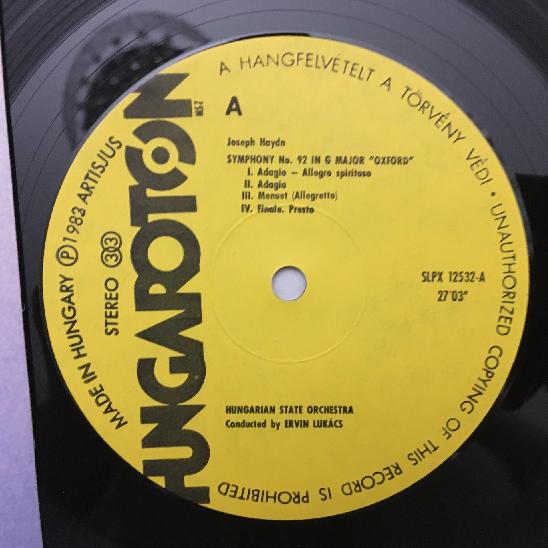 A HANGFELVÉTELT A TÖRVÉNY VÉDI • UNAUTHORIZED COPYING OF THIS RECORD IS PROHIBITED
MADE IN HUNGARY Ⓟ 1983 ARTISJUS
STEREO 33
HUNGAROTON
MSZ
A
Joseph Haydn
SYMPHONY No. 92 IN G MAJOR "OXFORD"
I. Adagio — Allegro spiritoso
II. Adagio
III. Menuet (Allegretto)
IV. Finale. Presto
SLPX 12532-A
27'03"
HUNGARIAN STATE ORCHESTRA
Conducted by ERVIN LUKÁCS